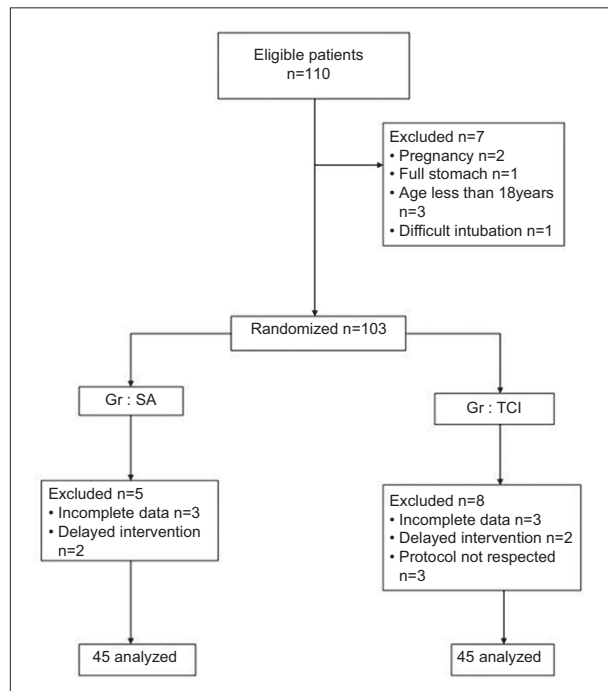 Eligible patients
n=110
Excluded n=7
• Pregnancy n=2
• Full stomach n=1
• Age less than 18years
n=3
• Difficult intubation n=1
Randomized n=103
Gr : SA
Gr : TCI
Excluded n=5
• Incomplete data n=3
• Delayed intervention
n=2
Excluded n=8
• Incomplete data n=3
• Delayed intervention n=2
• Protocol not respected
n=3
45 analyzed
45 analyzed